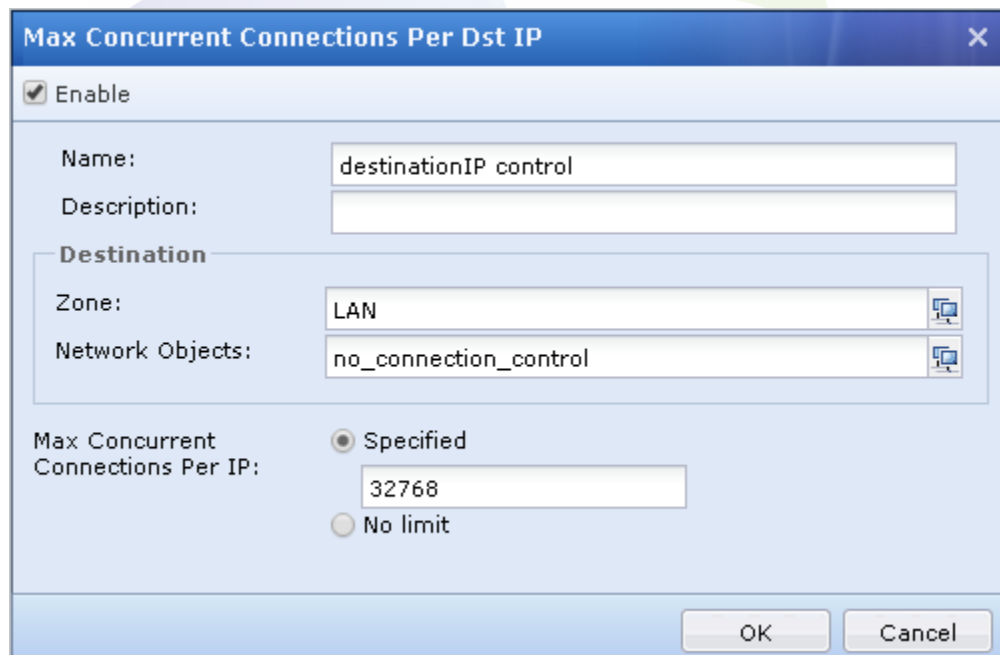 Max Concurrent Connections Per Dst IP
Enable
Name:
destinationIP control
Description:
Destination
Zone:
LAN
Network Objects:
no_connection_control
Max Concurrent
Connections Per IP:
Specified
32768
No limit
OK
Cancel